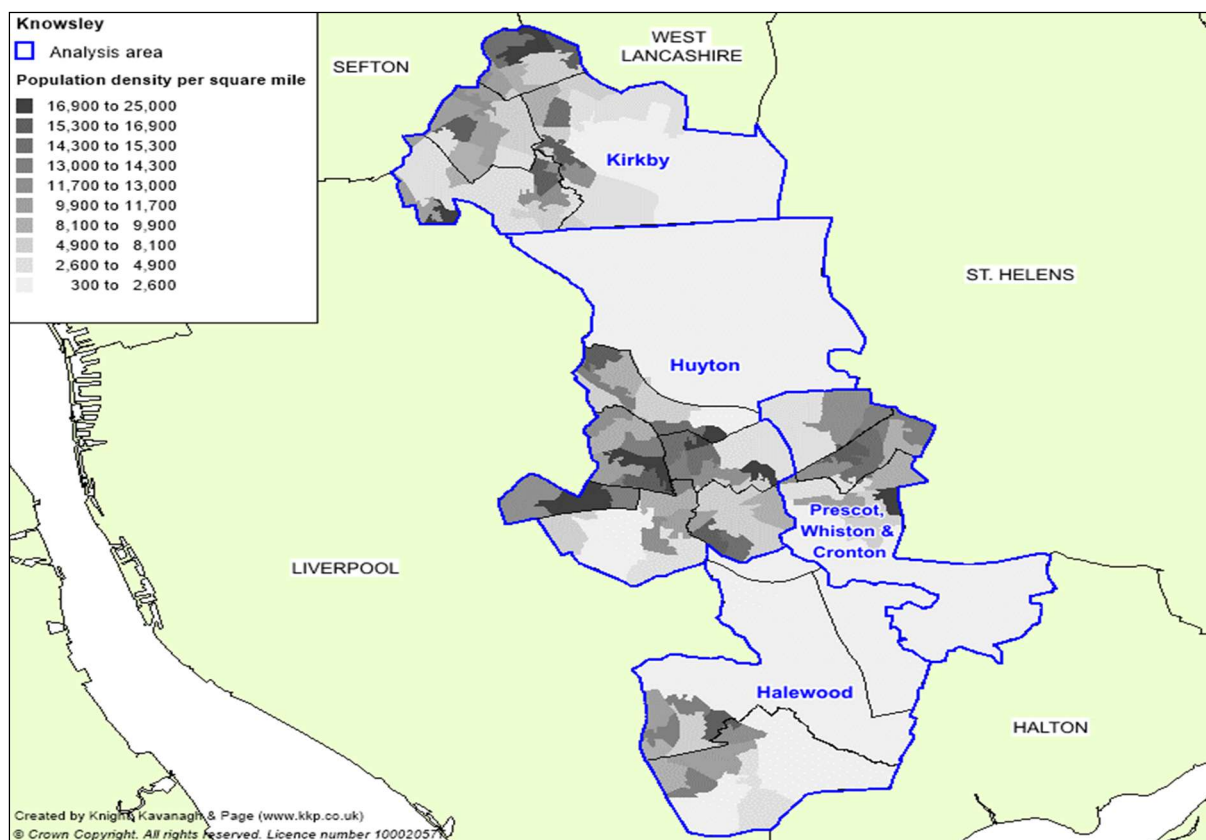 Knowsley
Analysis area
Population density per square mile
16,900 to 25,000
15,300 to 16,900
14,300 to 15,300
13,000 to 14,300
11,700 to 13,000
9,900 to 11,700
8,100 to 9,900
4,900 to 8,100
2,600 to 4,900
300 to 2,600
SEFTON
WEST
LANCASHIRE
Kirkby
ST. HELENS
Huyton
Prescot,
Whiston &
Cronton
LIVERPOOL
Halewood
HALTON
Created by Knight, Kavanagh & Page (www.kkp.co.uk)
© Crown Copyright. All rights reserved. Licence number 100020577